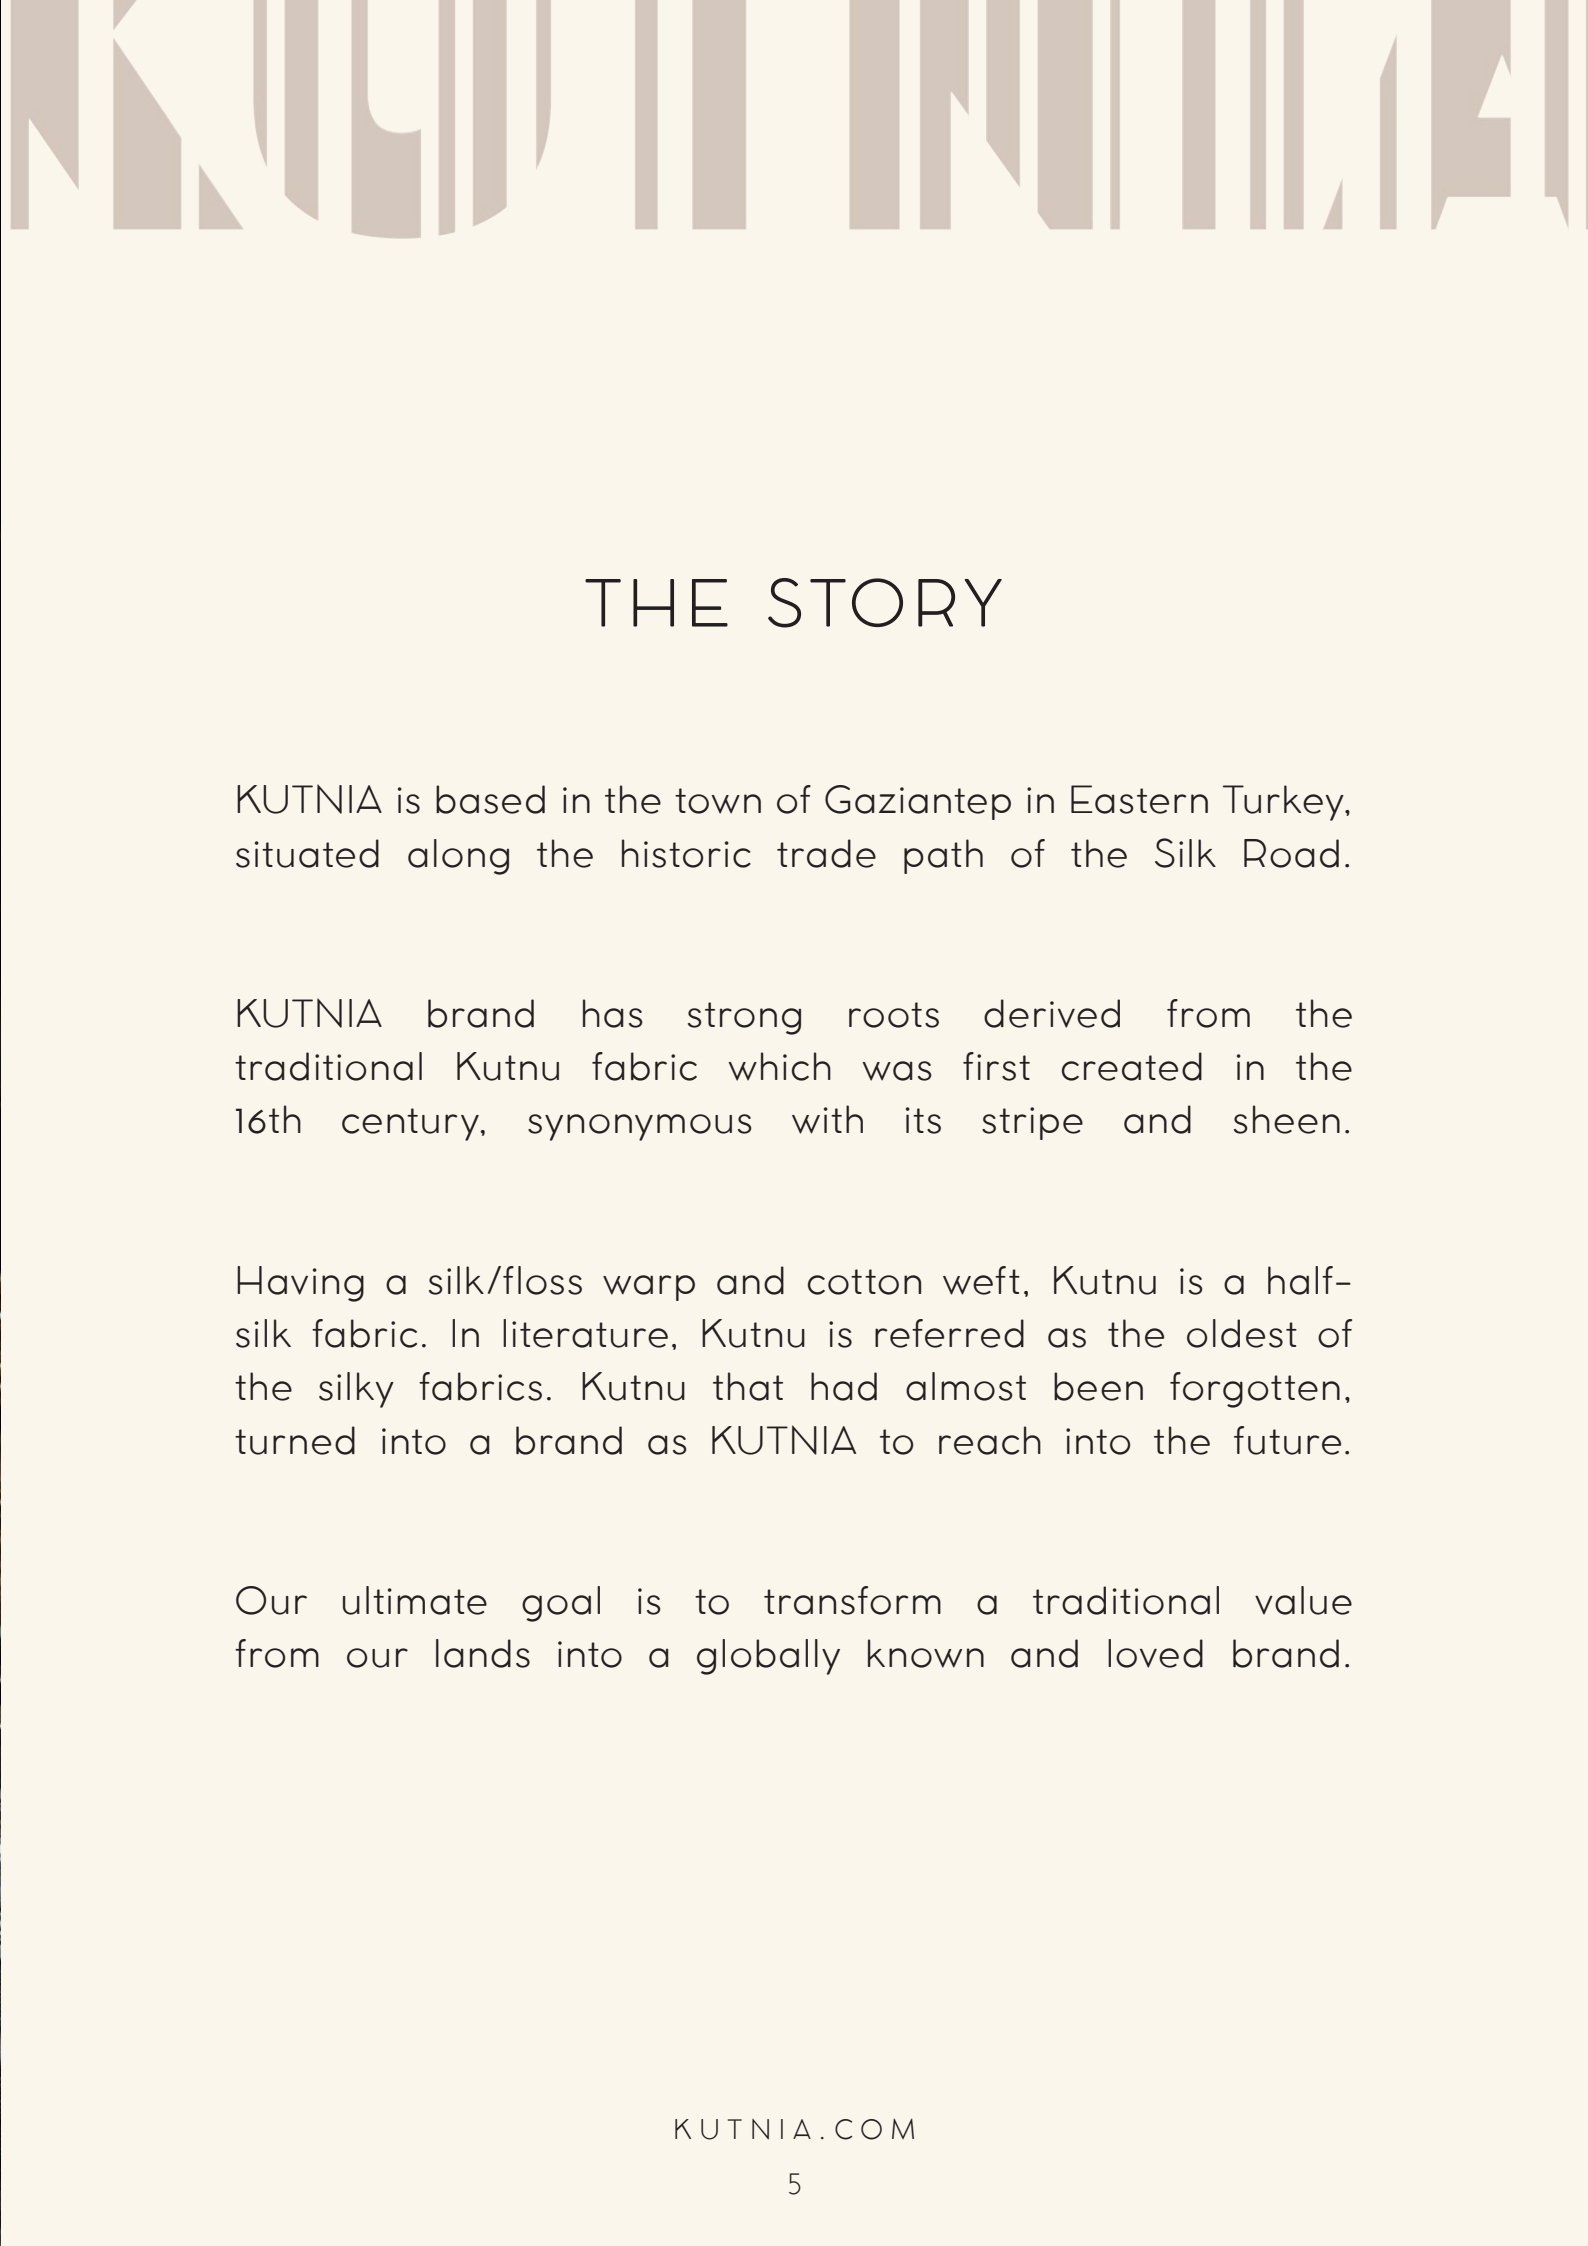 KUTNIA
THE STORY
KUTNIA is based in the town of Gaziantep in Eastern Turkey,
situated along the historic trade path of the Silk Road.
KUTNIA brand has strong roots derived from the
traditional Kutnu fabric which was first created in the
16th century, synonymous with its stripe and sheen.
Having a silk/floss warp and cotton weft, Kutnu is a half-
silk fabric. In literature, Kutnu is referred as the oldest of
the silky fabrics. Kutnu that had almost been forgotten,
turned into a brand as KUTNIA to reach into the future.
Our ultimate goal is to transform a traditional value
from our lands into a globally known and loved brand.
KUTNIA.COM
5